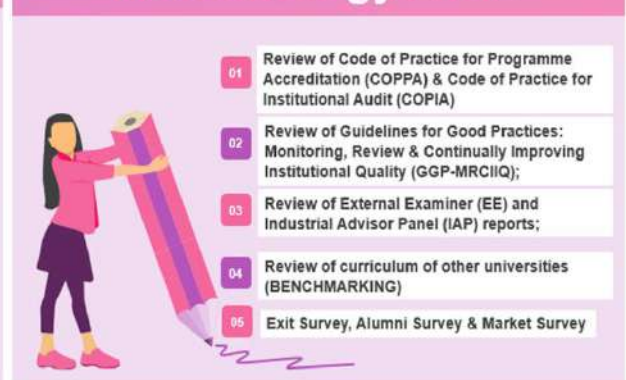 01
Review of Code of Practice for Programme
Accreditation (COPPA) & Code of Practice for
Institutional Audit (COPIA)
02
Review of Guidelines for Good Practices:
Monitoring, Review & Continually Improving
Institutional Quality (GGP-MRCIIQ);
03
Review of External Examiner (EE) and
Industrial Advisor Panel (IAP) reports;
04
Review of curriculum of other universities
(BENCHMARKING)
05
Exit Survey, Alumni Survey & Market Survey